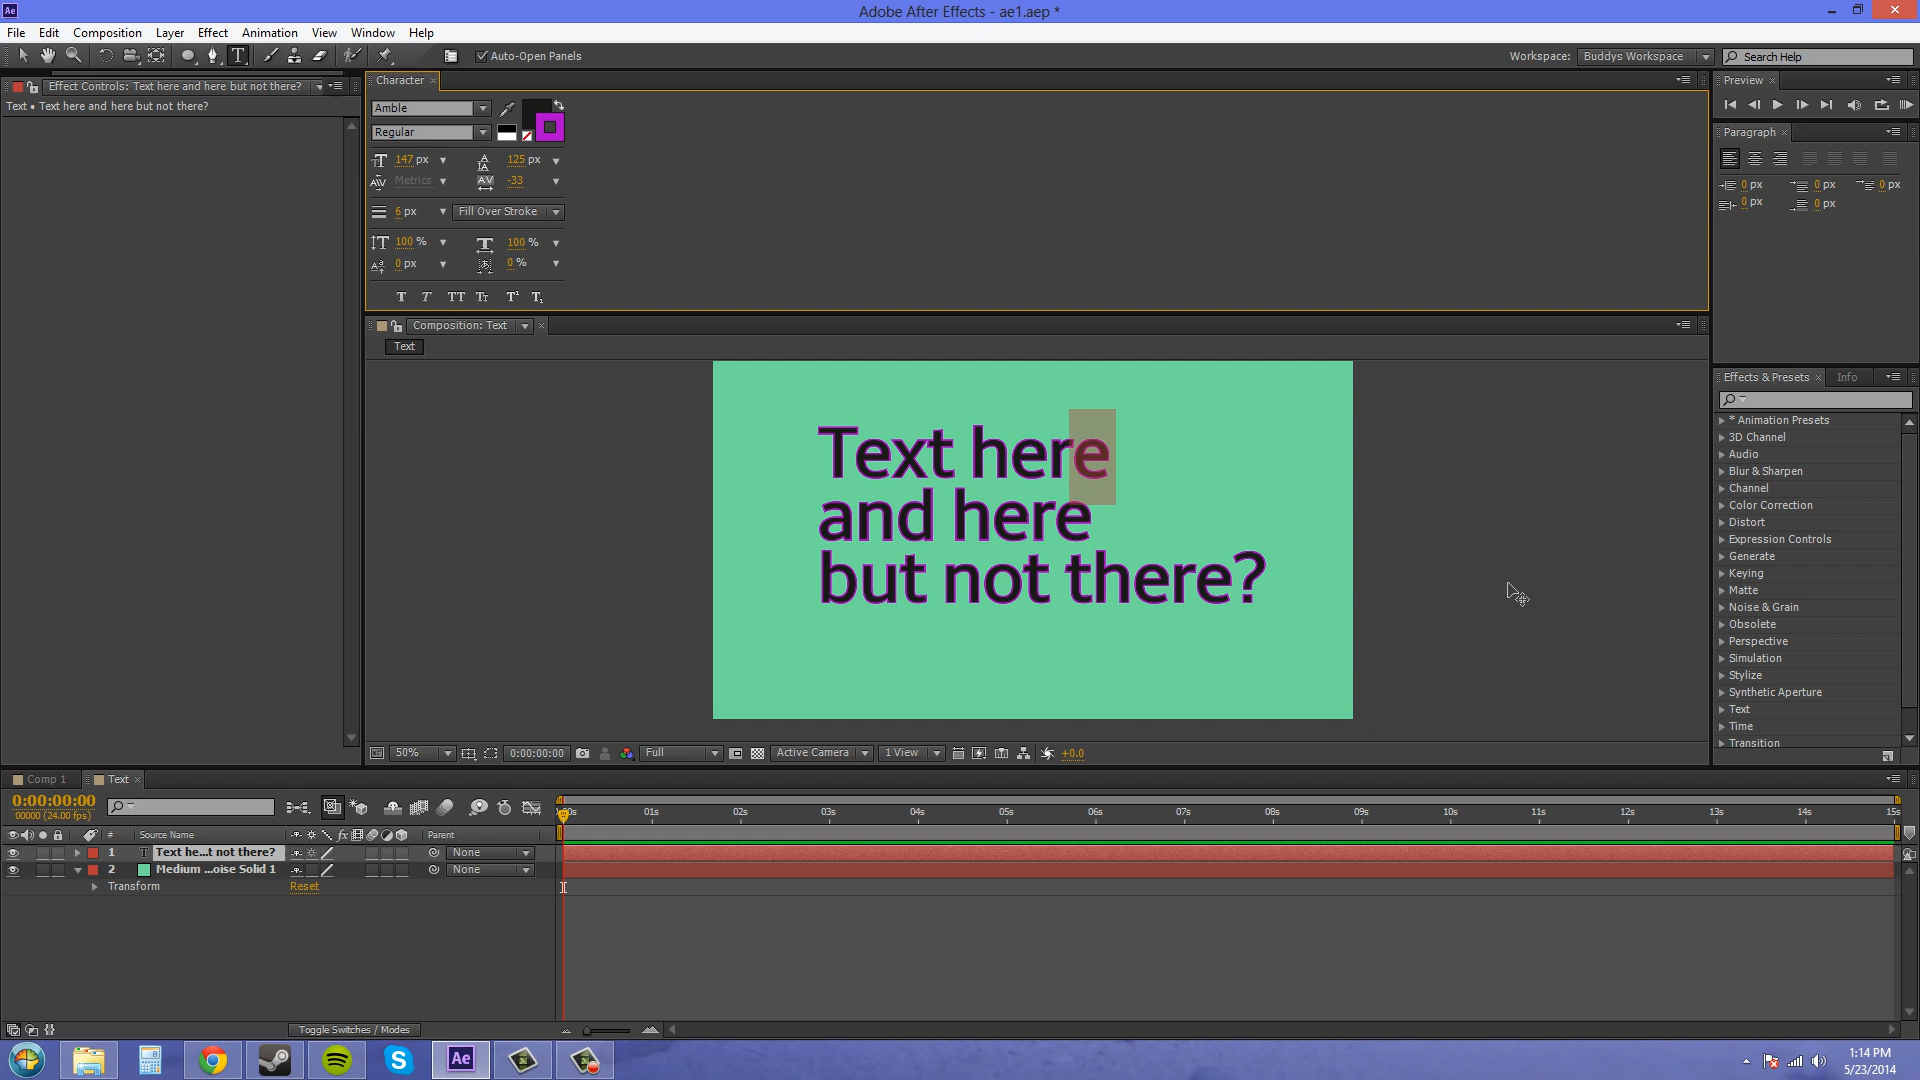 Adobe After Effects - ae1.aep *
File Edit Composition Layer Effect Animation View Window Help
Auto-Open Panels
Workspace: Buddys Workspace
Search Help
Effect Controls: Text here and here but not there?
Text • Text here and here but not there?
Character
Amble
Regular
147 px 125 px
Metrics -33
6 px Fill Over Stroke
100 % 100 %
0 px 0 %
Preview
Paragraph
0 px 0 px 0 px
0 px 0 px
Composition: Text
Text
Text here
and here
but not there?
50% 0:00:00:00 Full Active Camera 1 View +0.0
Effects & Presets Info
* Animation Presets
3D Channel
Audio
Blur & Sharpen
Channel
Color Correction
Distort
Expression Controls
Generate
Keying
Matte
Noise & Grain
Obsolete
Perspective
Simulation
Stylize
Synthetic Aperture
Text
Time
Transition
Comp 1 Text
0:00:00:00
00000 (24.00 fps)
00s 01s 02s 03s 04s 05s 06s 07s 08s 09s 10s 11s 12s 13s 14s 15s
# Source Name Parent
1 Text he...t not there? None
2 Medium ...oise Solid 1 None
Transform Reset
Toggle Switches / Modes
1:14 PM
5/23/2014